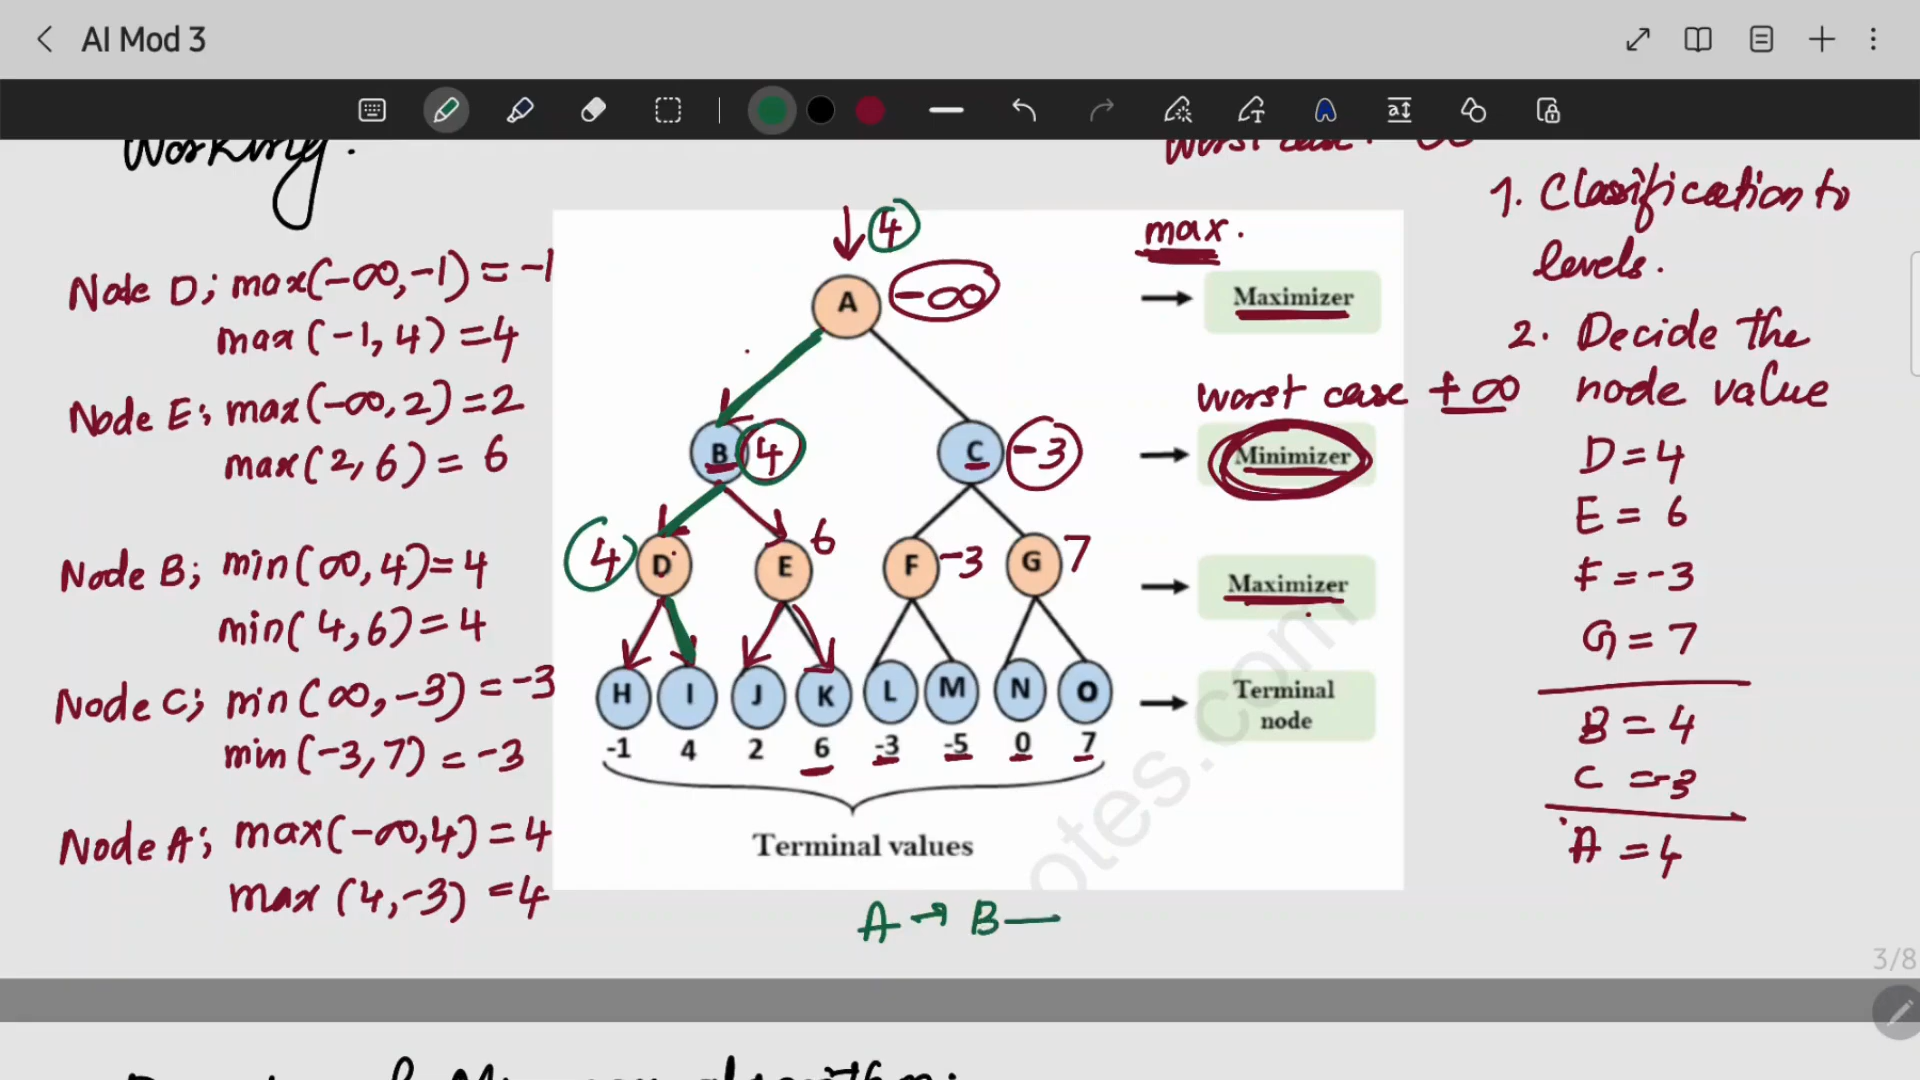 AI Mod 3
Working:
worst case: -∞
1. Classification to
levels.
2. Decide the
node value
D = 4
E = 6
F = -3
G = 7
B = 4
C = -3
A = 4
Node D; max(-∞,-1) = -1
max(-1, 4) = 4
Node E; max(-∞,2) = 2
max(2, 6) = 6
Node B; min(∞,4) = 4
min(4,6) = 4
Node C; min(∞,-3) = -3
min(-3,7) = -3
Node A; max(-∞,4) = 4
max (4,-3) = 4
4
max.
A -∞ → Maximizer
worst case +∞
B 4 C -3 → Minimizer
4 D E 6 F -3 G 7 → Maximizer
H I J K L M N O → Terminal
node
-1 4 2 6 -3 -5 0 7
Terminal values
otes.com
A → B —
3/8